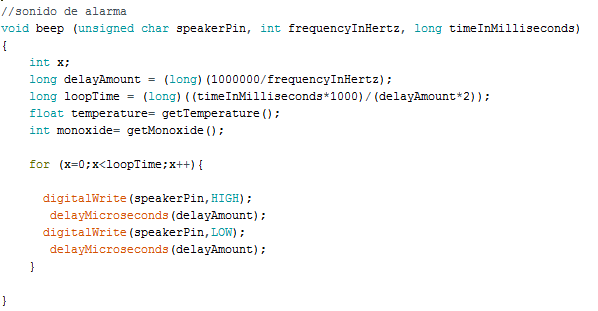 //sonido de alarma
void beep (unsigned char speakerPin, int frequencyInHertz, long timeInMilliseconds)
{
    int x;
    long delayAmount = (long)(1000000/frequencyInHertz);
    long loopTime = (long)((timeInMilliseconds*1000)/(delayAmount*2));
    float temperature= getTemperature();
    int monoxide= getMonoxide();

    for (x=0;x<loopTime;x++){

      digitalWrite(speakerPin,HIGH);
       delayMicroseconds(delayAmount);
      digitalWrite(speakerPin,LOW);
       delayMicroseconds(delayAmount);
    }

}